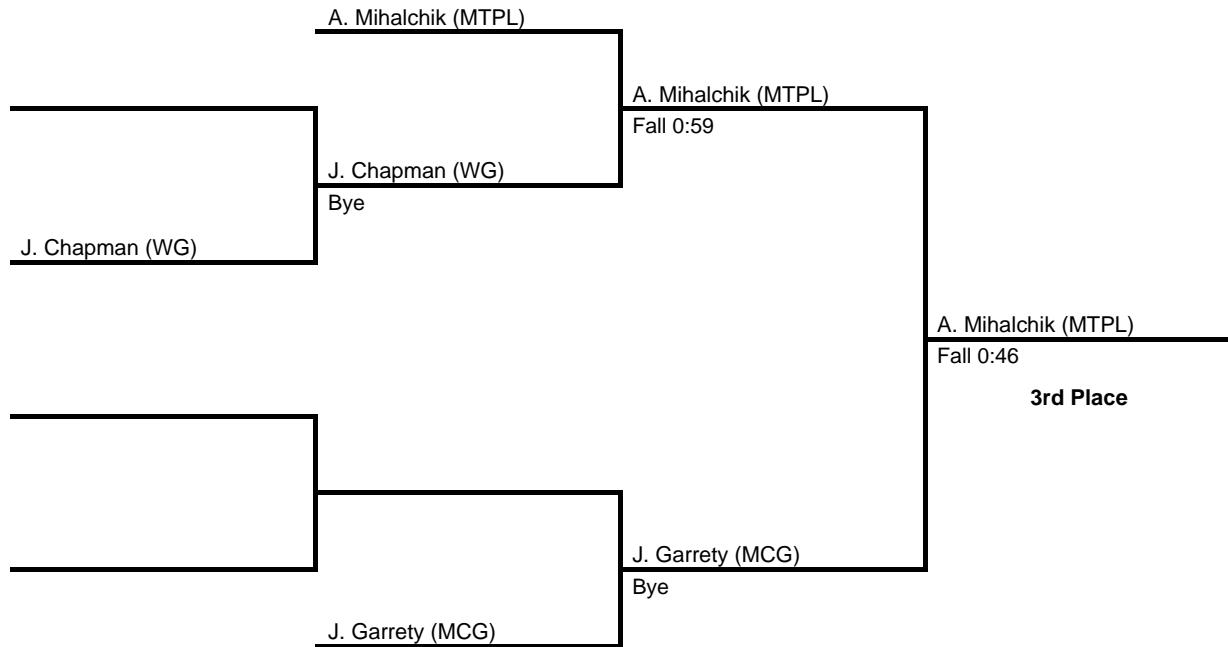 A. Mihalchik (MTPL)
A. Mihalchik (MTPL)
Fall 0:59
J. Chapman (WG)
Bye
J. Chapman (WG)
A. Mihalchik (MTPL)
Fall 0:46
3rd Place
J. Garrety (MCG)
Bye
J. Garrety (MCG)